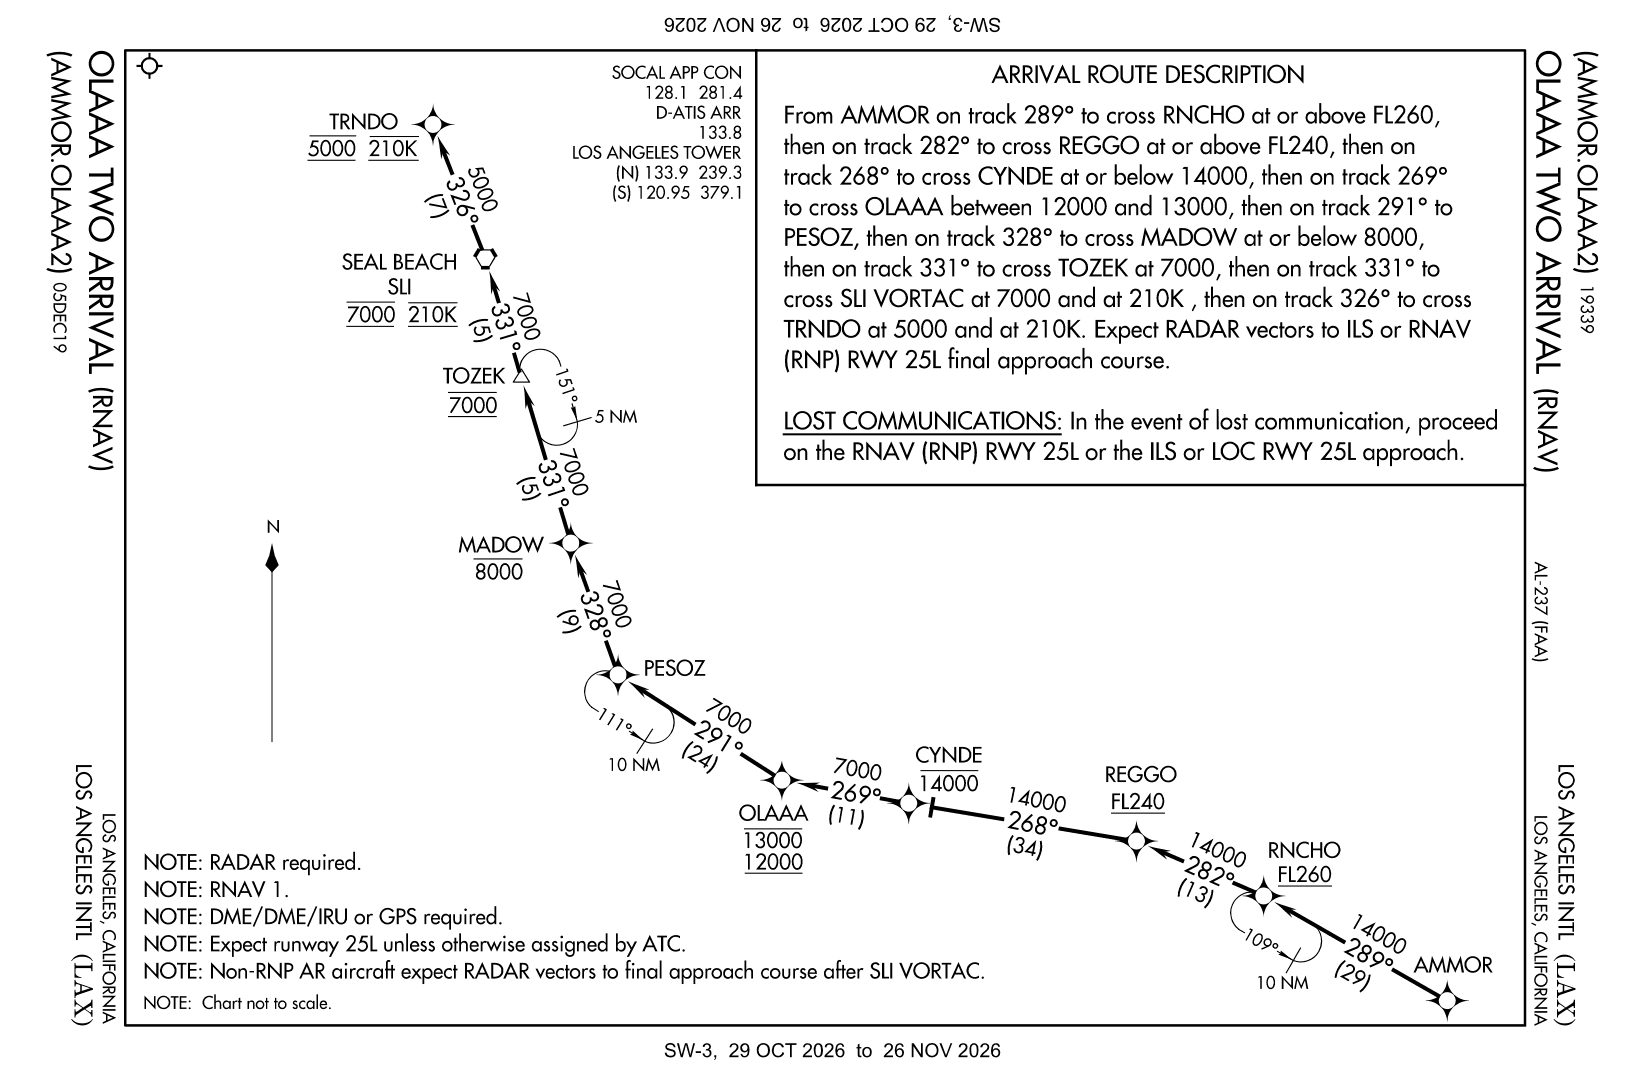 SW-3, 29 OCT 2026 to 26 NOV 2026
(AMMOR.OLAAA2) 05DEC19
OLAAA TWO ARRIVAL (RNAV)
LOS ANGELES INTL (LAX)
LOS ANGELES, CALIFORNIA
SOCAL APP CON
128.1 281.4
D-ATIS ARR
133.8
LOS ANGELES TOWER
(N) 133.9 239.3
(S) 120.95 379.1
ARRIVAL ROUTE DESCRIPTION
From AMMOR on track 289° to cross RNCHO at or above FL260,
then on track 282° to cross REGGO at or above FL240, then on
track 268° to cross CYNDE at or below 14000, then on track 269°
to cross OLAAA between 12000 and 13000, then on track 291° to
PESOZ, then on track 328° to cross MADOW at or below 8000,
then on track 331° to cross TOZEK at 7000, then on track 331° to
cross SLI VORTAC at 7000 and at 210K , then on track 326° to cross
TRNDO at 5000 and at 210K. Expect RADAR vectors to ILS or RNAV
(RNP) RWY 25L final approach course.
LOST COMMUNICATIONS: In the event of lost communication, proceed
on the RNAV (RNP) RWY 25L or the ILS or LOC RWY 25L approach.
TRNDO
5000 210K
5000
326°
(7)
SEAL BEACH
SLI
7000 210K
7000
331°
(5)
TOZEK
7000
151°
5 NM
7000
331°
(5)
N
MADOW
8000
7000
328°
(9)
PESOZ
111°
10 NM
7000
291°
(24)
OLAAA
13000
12000
7000
269°
(11)
CYNDE
14000
14000
268°
(34)
REGGO
FL240
14000
282°
(13)
RNCHO
FL260
109°
10 NM
14000
289°
(29)
AMMOR
NOTE: RADAR required.
NOTE: RNAV 1.
NOTE: DME/DME/IRU or GPS required.
NOTE: Expect runway 25L unless otherwise assigned by ATC.
NOTE: Non-RNP AR aircraft expect RADAR vectors to final approach course after SLI VORTAC.
NOTE: Chart not to scale.
(AMMOR.OLAAA2) 19339
OLAAA TWO ARRIVAL (RNAV)
AL-237 (FAA)
LOS ANGELES INTL (LAX)
LOS ANGELES, CALIFORNIA
SW-3, 29 OCT 2026 to 26 NOV 2026